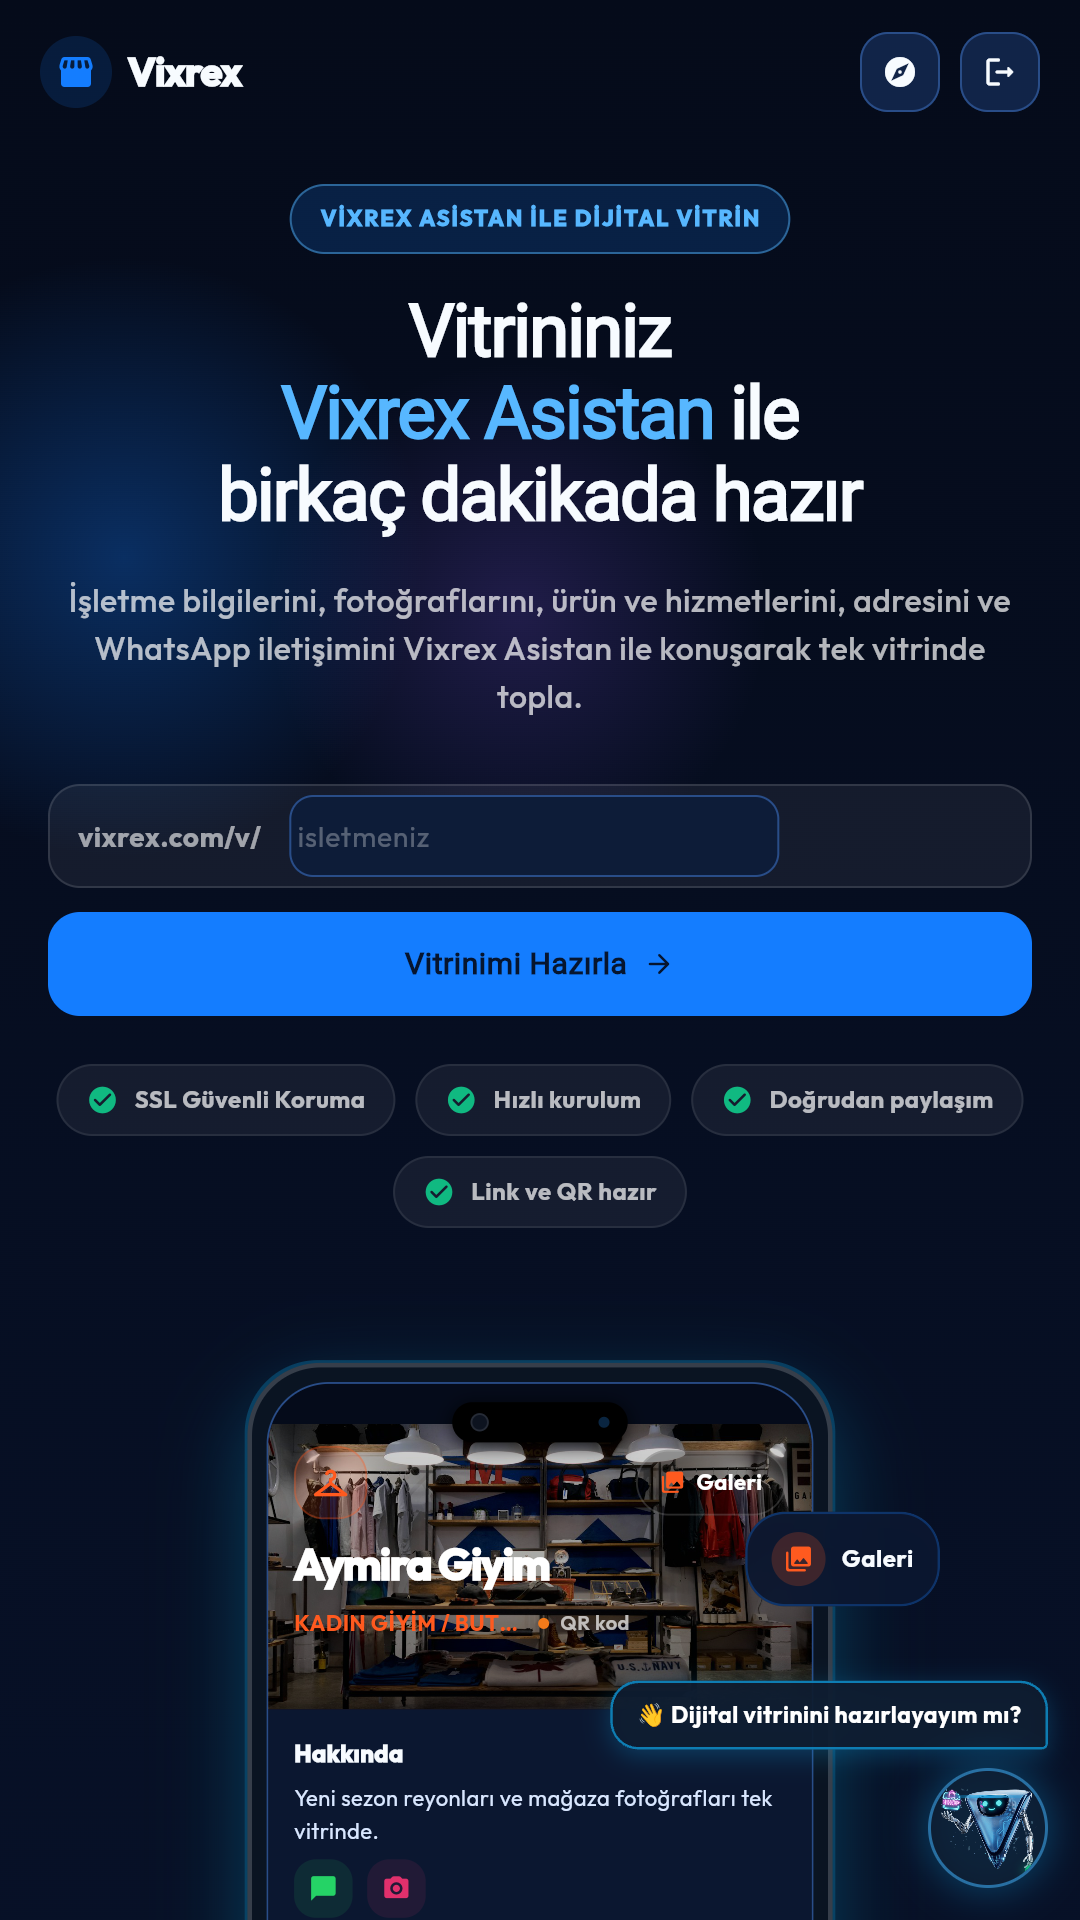 Vixrex
VİXREX ASİSTAN İLE DİJİTAL VİTRİN
Vitrininiz
Vixrex Asistan ile
birkaç dakikada hazır
İşletme bilgilerini, fotoğraflarını, ürün ve hizmetlerini, adresini ve
WhatsApp iletişimini Vixrex Asistan ile konuşarak tek vitrinde
topla.
vixrex.com/v/ isletmeniz
Vitrinimi Hazırla →
SSL Güvenli Koruma
Hızlı kurulum
Doğrudan paylaşım
Link ve QR hazır
Galeri
Aymira Giyim
Galeri
KADIN GİYİM / BUT... QR kod
U.S. NAVY
👋 Dijital vitrinini hazırlayayım mı?
Hakkında
Yeni sezon reyonları ve mağaza fotoğrafları tek
vitrinde.